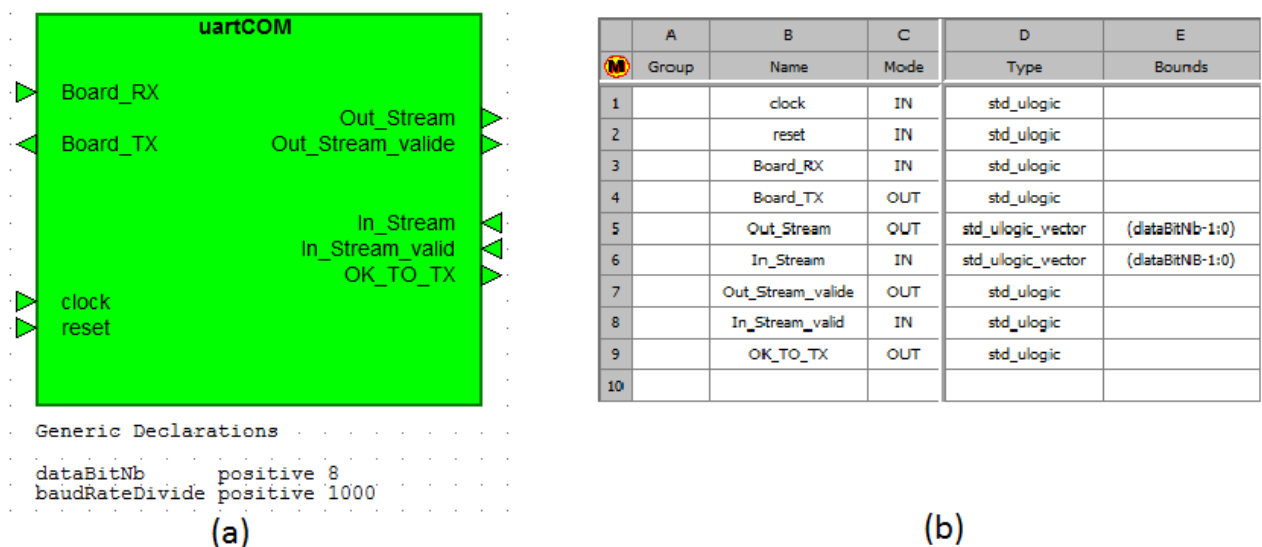 uartCOM
Board_RX
Out_Stream
Board_TX Out_Stream_valide
In_Stream
In_Stream_valid
OK_TO_TX
clock
reset
Generic Declarations
dataBitNb positive 8
baudRateDivide positive 1000
(a)
A B C D E
M Group Name Mode Type Bounds
1 clock IN std_ulogic
2 reset IN std_ulogic
3 Board_RX IN std_ulogic
4 Board_TX OUT std_ulogic
5 Out_Stream OUT std_ulogic_vector (dataBitNb-1:0)
6 In_Stream IN std_ulogic_vector (dataBitNB-1:0)
7 Out_Stream_valide OUT std_ulogic
8 In_Stream_valid IN std_ulogic
9 OK_TO_TX OUT std_ulogic
10
(b)